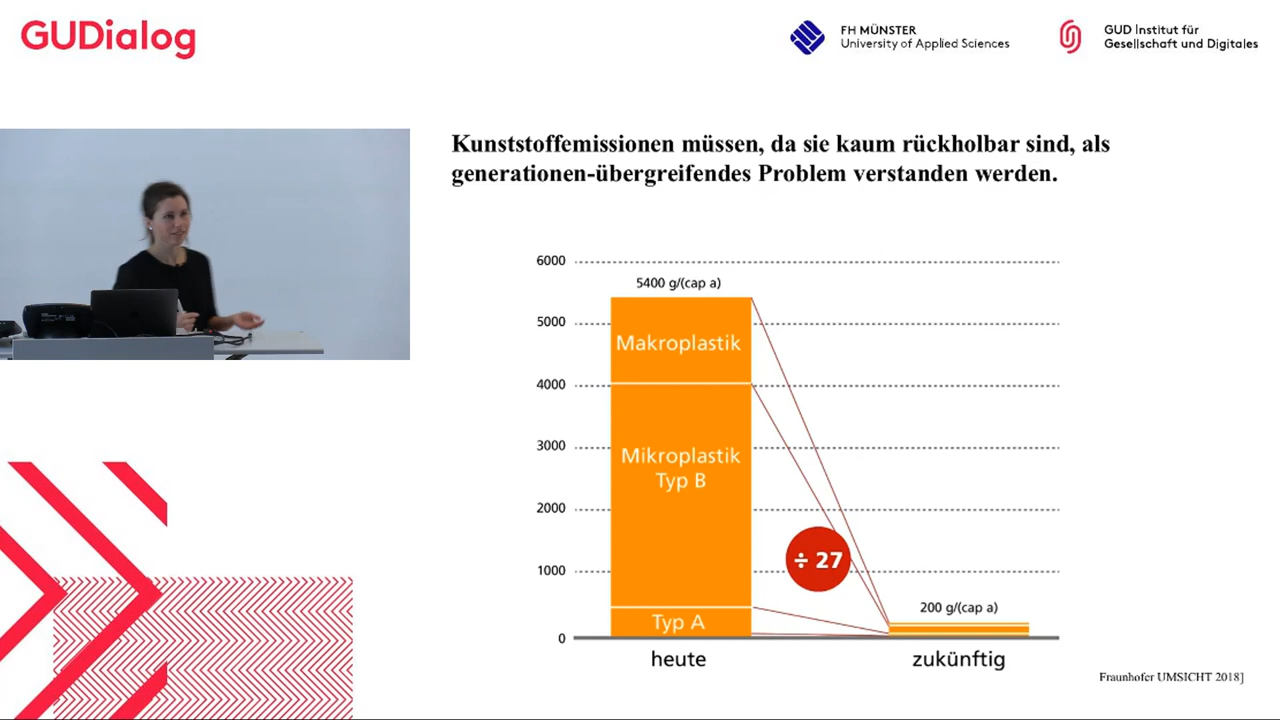 GUDialog
FH MÜNSTER
University of Applied Sciences
GUD Institut für
Gesellschaft und Digitales
Kunststoffemissionen müssen, da sie kaum rückholbar sind, als
generationen-übergreifendes Problem verstanden werden.
6000
5400 g/(cap a)
5000
Makroplastik
4000
3000
Mikroplastik
Typ B
2000
÷ 27
1000
200 g/(cap a)
Typ A
0
heute
zukünftig
Fraunhofer UMSICHT 2018]